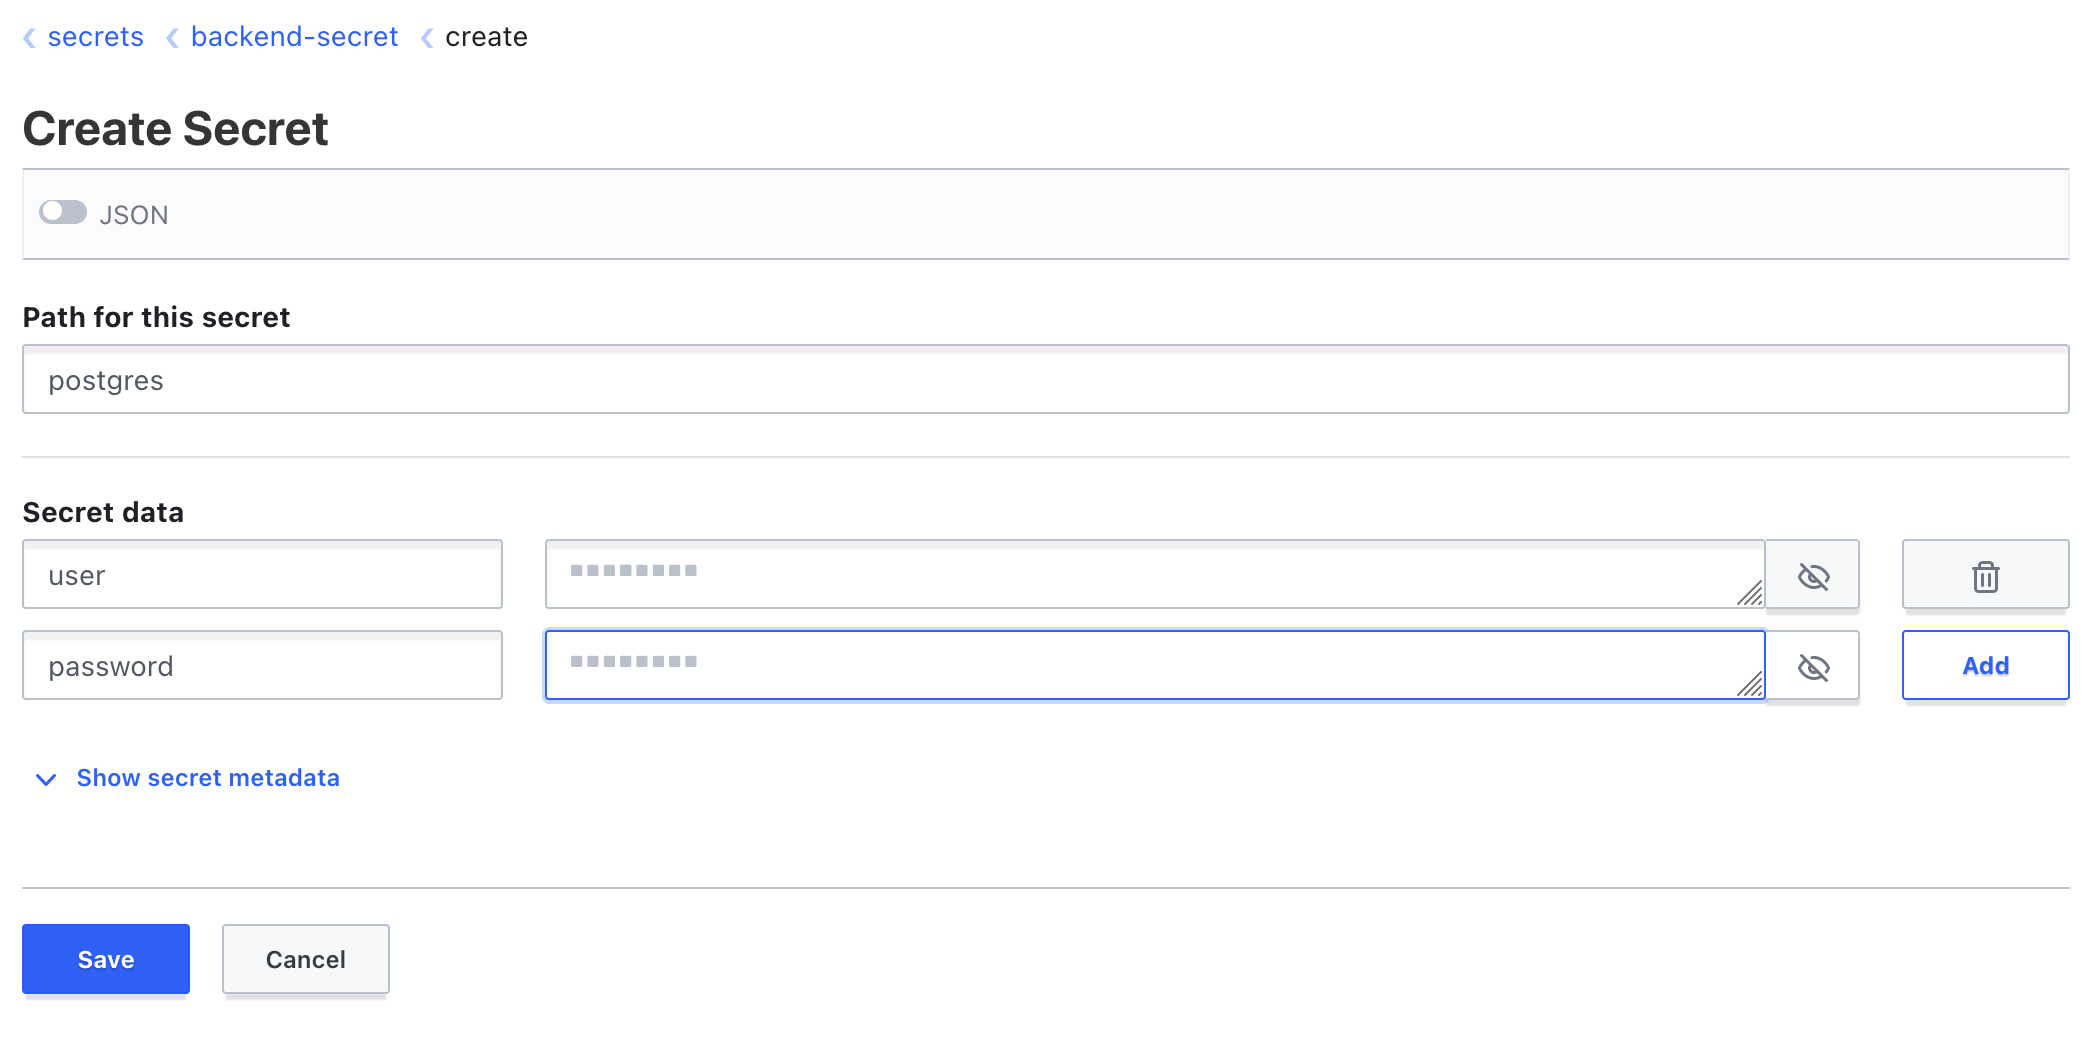 secrets backend-secret create
Create Secret
JSON
Path for this secret
postgres
Secret data
user
password Add
Show secret metadata
Save Cancel